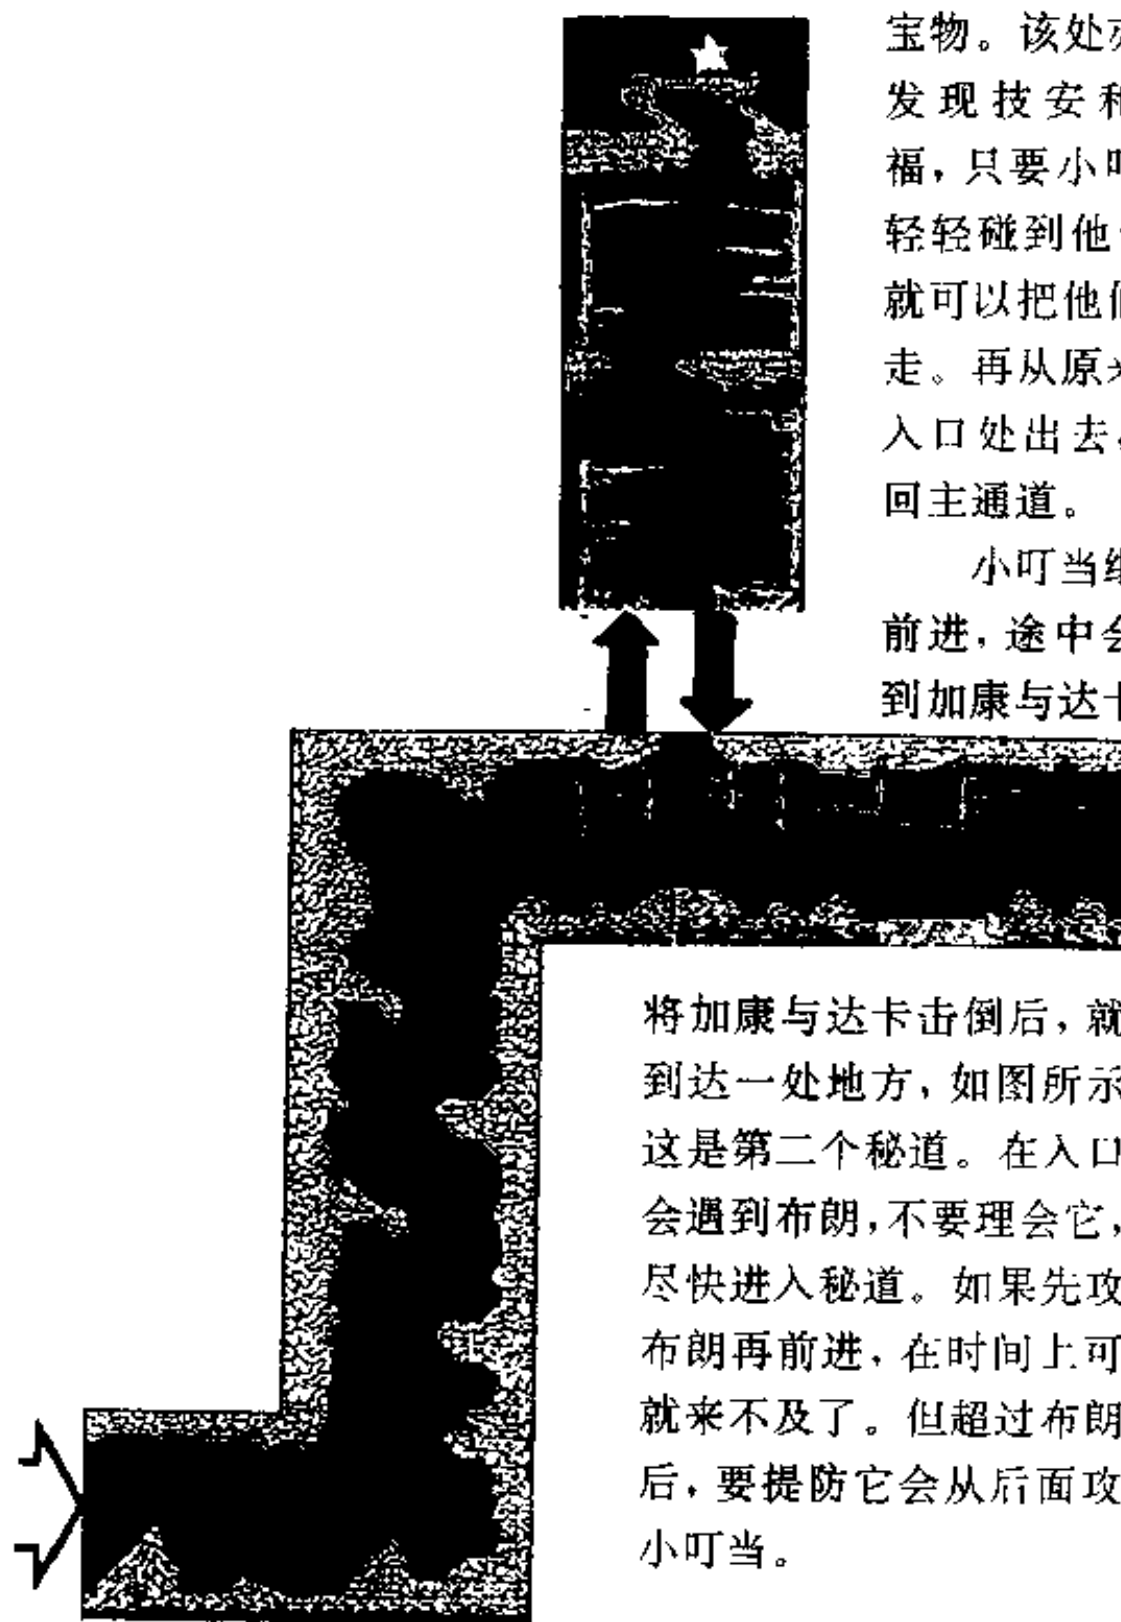 宝物。该处
发现技安和
福，只要小叮
轻轻碰到他
就可以把他们
走。再从原来
入口处出去，
回主通道。
小叮当继
前进，途中会
到加康与达卡
将加康与达卡击倒后，就
到达一处地方，如图所示
这是第二个秘道。在入口
会遇到布朗，不要理会它，
尽快进入秘道。如果先攻
布朗再前进，在时间上可
就来不及了。但超过布朗
后，要提防它会从后面攻
小叮当。